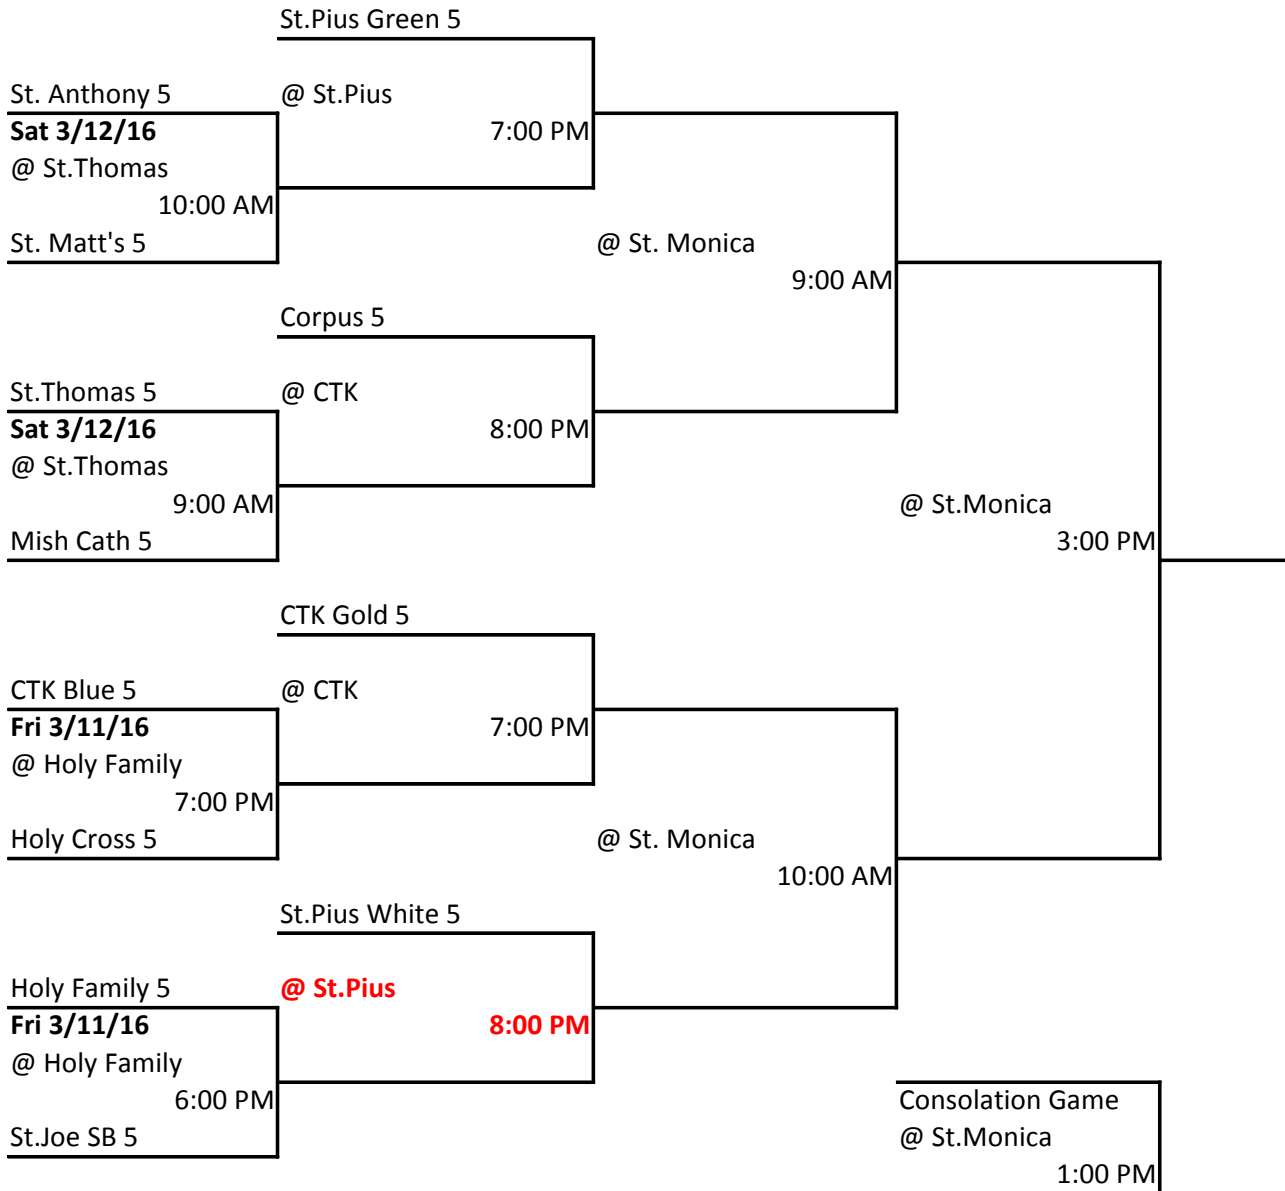 St.Pius Green 5
St. Anthony 5
@ St.Pius
Sat 3/12/16
7:00 PM
@ St.Thomas
10:00 AM
St. Matt's 5
@ St. Monica
9:00 AM
Corpus 5
St.Thomas 5
@ CTK
Sat 3/12/16
8:00 PM
@ St.Thomas
9:00 AM
@ St.Monica
Mish Cath 5
3:00 PM
CTK Gold 5
CTK Blue 5
@ CTK
Fri 3/11/16
7:00 PM
@ Holy Family
7:00 PM
Holy Cross 5
@ St. Monica
10:00 AM
St.Pius White 5
Holy Family 5
@ St.Pius
Fri 3/11/16
8:00 PM
@ Holy Family
6:00 PM
Consolation Game
St.Joe SB 5
@ St.Monica
1:00 PM